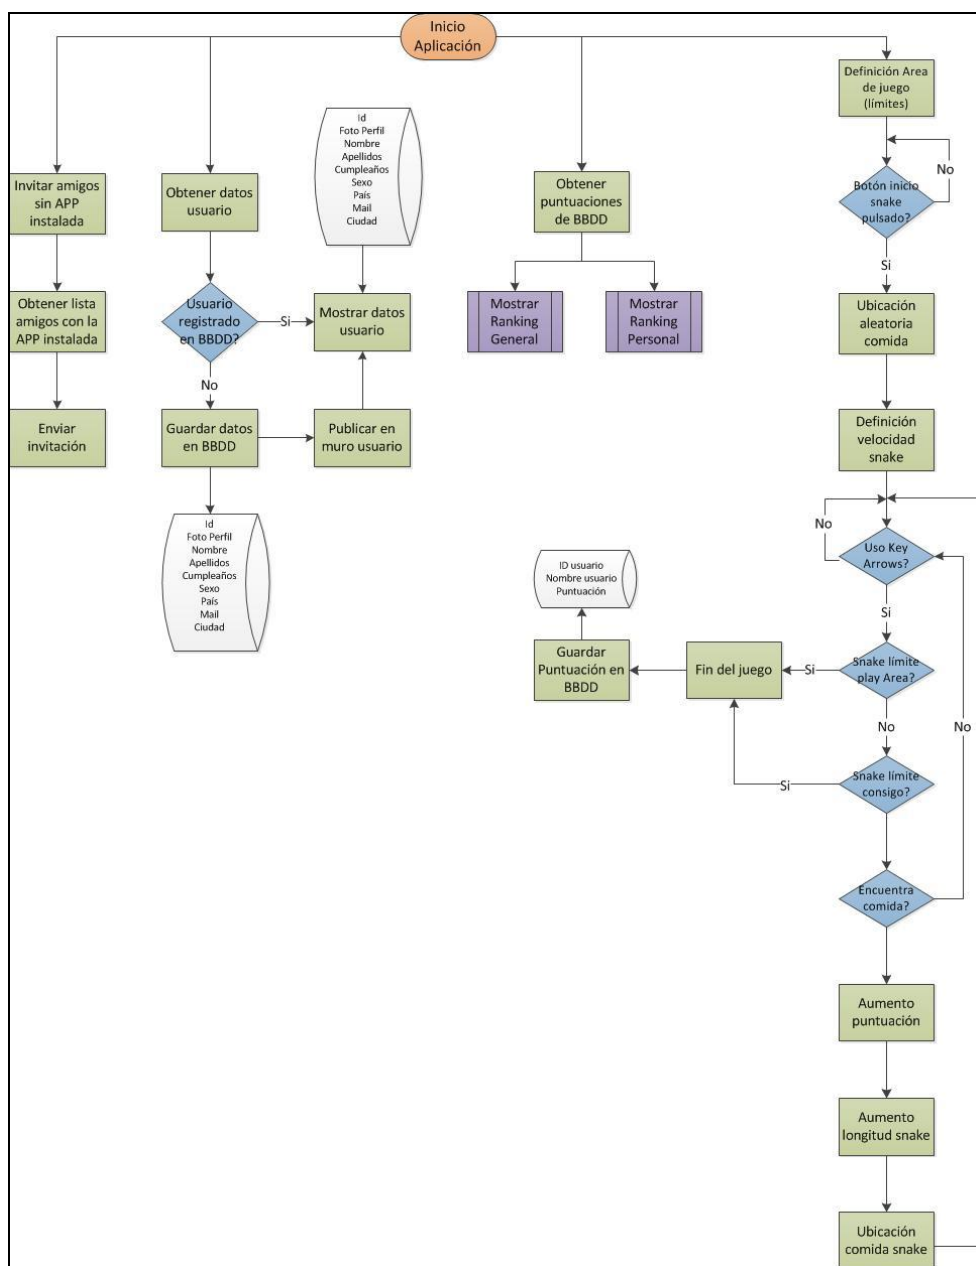 Inicio
Aplicación
Invitar amigos
sin APP
instalada
Obtener lista
amigos con la
APP instalada
Enviar
invitación
Obtener datos
usuario
Usuario
registrado
en BBDD?
Si
No
Guardar datos
en BBDD
Id
Foto Perfil
Nombre
Apellidos
Cumpleaños
Sexo
País
Mail
Ciudad
Id
Foto Perfil
Nombre
Apellidos
Cumpleaños
Sexo
País
Mail
Ciudad
Mostrar datos
usuario
Publicar en
muro usuario
Obtener
puntuaciones
de BBDD
Mostrar
Ranking
General
Mostrar
Ranking
Personal
Definición Area
de juego
(límites)
Botón inicio
snake
pulsado?
No
Si
Ubicación
aleatoria
comida
Definición
velocidad
snake
No
Uso Key
Arrows?
Si
Snake límite
play Area?
Si
Fin del juego
Guardar
Puntuación en
BBDD
ID usuario
Nombre usuario
Puntuación
No
No
Snake límite
consigo?
Si
Encuentra
comida?
Aumento
puntuación
Aumento
longitud snake
Ubicación
comida snake